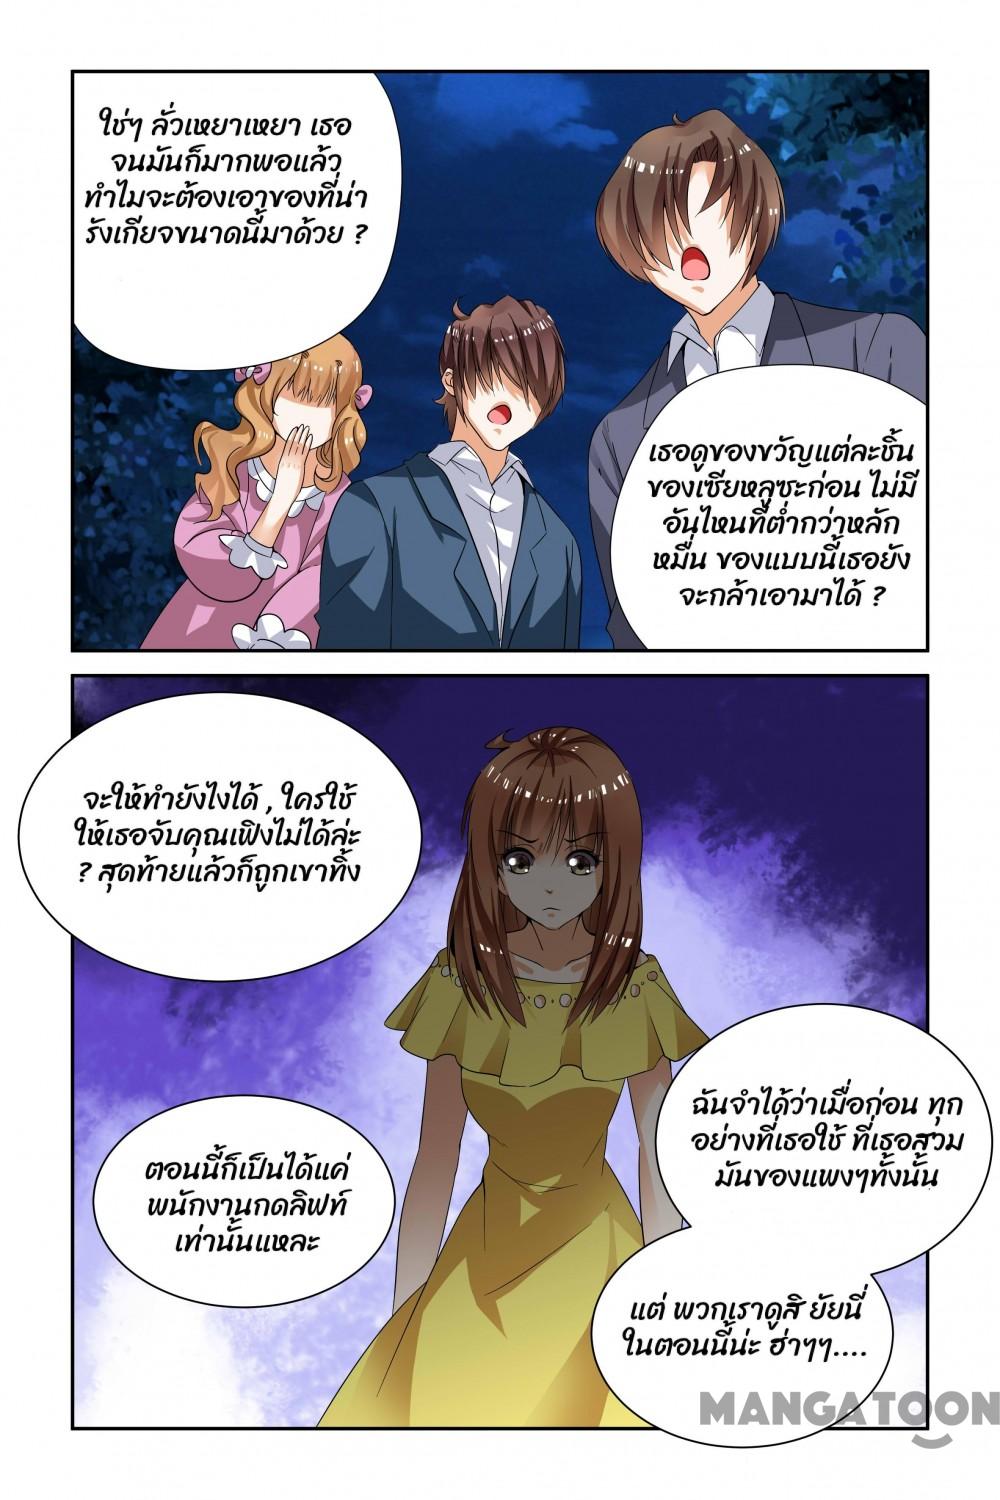 ใช่ๆ ลั่วเหยาเหยา เธอ
จนมันก็มากพอแล้ว
ทำไมจะต้องเอาของที่น่า
รังเกียจขนาดนี้มาด้วย ?
เธอดูของขวัญแต่ละชิ้น
ของเซียหลูซะก่อน ไม่มี
อันไหนที่ต่ำกว่าหลัก
หมื่น ของแบบนี้เธอยัง
จะกล้าเอามาได้ ?
จะให้ทำยังไงได้ , ใครใช้
ให้เธอจับคุณเฟิงไม่ได้ล่ะ
? สุดท้ายแล้วก็ถูกเขาทิ้ง
ฉันจำได้ว่าเมื่อก่อน ทุก
อย่างที่เธอใช้ ที่เธอสวม
มันของแพงๆทั้งนั้น
ตอนนี้ก็เป็นได้แค่
พนักงานกดลิฟท์
เท่านั้นแหละ
แต่ พวกเราดูสิ ยัยนี่
ในตอนนี้น่ะ ฮ่าๆๆ....
MANGATOON